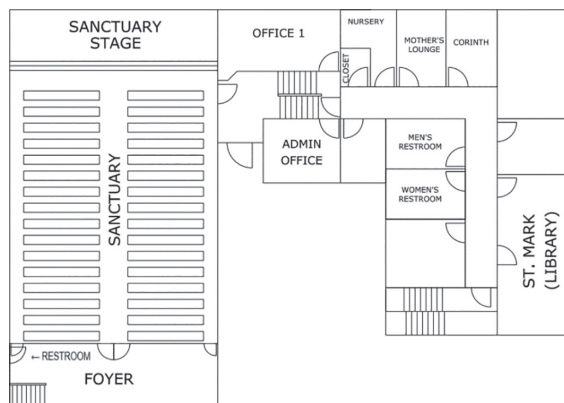 SANCTUARY
STAGE
OFFICE 1
NURSERY
MOTHER'S
LOUNGE
CORINTH
CLOSET
ADMIN
OFFICE
MEN'S
RESTROOM
WOMEN'S
RESTROOM
SANCTUARY
ST. MARK
(LIBRARY)
← RESTROOM
FOYER